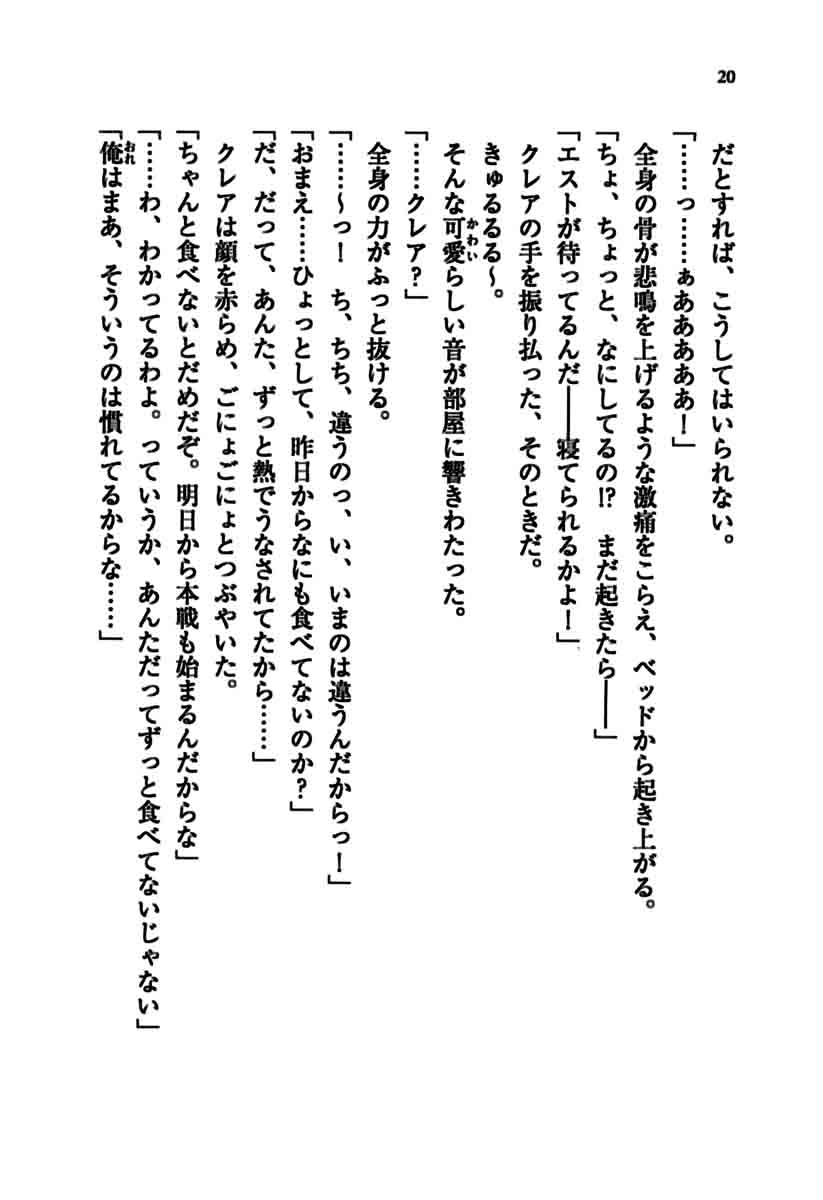 20
だとすれば、こうしてはいられない。
「……っ……ぁああああぁ！」
全身の骨が悲鳴を上げるような激痛をこらえ、ベッドから起き上がる。
「ちょ、ちょっと、なにしてるの!?　まだ起きたら――」
「エストが待ってるんだ――寝てられるかよ！」
クレアの手を振り払った、そのときだ。
きゅるるる〜。
そんな可愛らしい音が部屋に響きわたった。
「……クレア？」
全身の力がふっと抜ける。
「……〜っ！　ち、ちち、違うのっ、い、いまのは違うんだからっ！」
「おまえ……ひょっとして、昨日からなにも食べてないのか？」
「だ、だって、あんた、ずっと熱でうなされてたから……」
クレアは顔を赤らめ、ごにょごにょとつぶやいた。
「ちゃんと食べないとだめだぞ。明日から本戦も始まるんだからな」
「……わ、わかってるわよ。っていうか、あんただってずっと食べてないじゃない」
「俺はまあ、そういうのは慣れてるからな……」